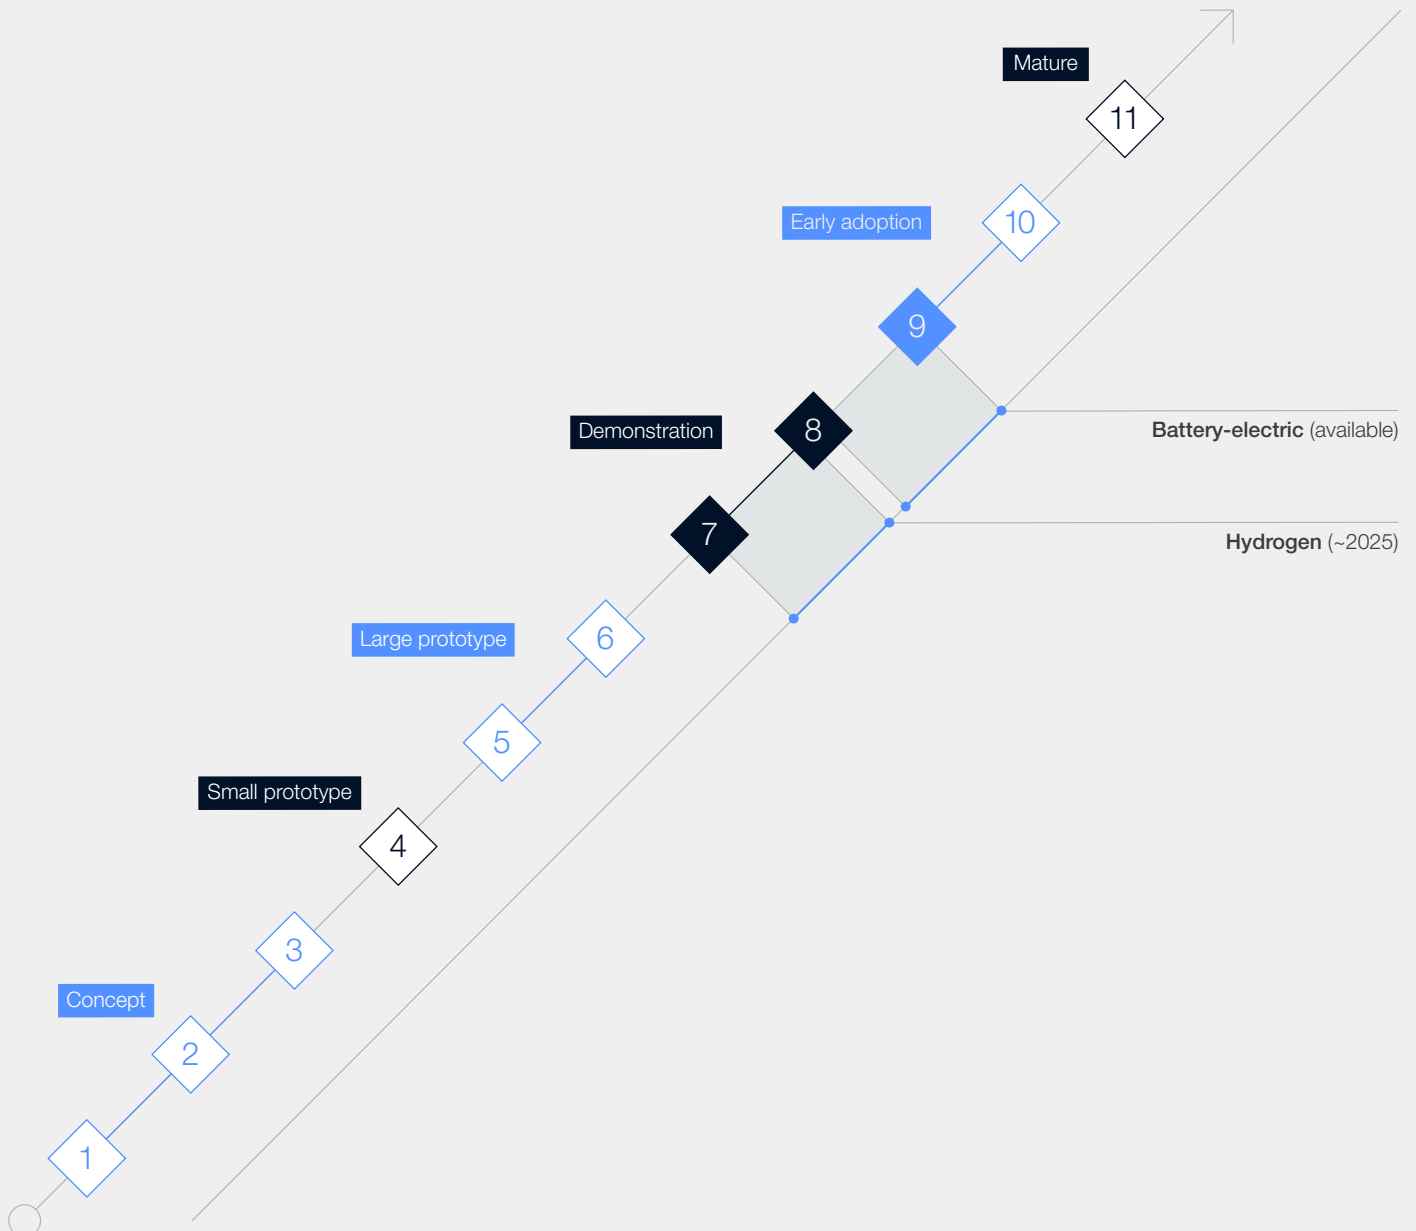 Mature
11
Early adoption
10
9
Battery-electric (available)
Demonstration
8
Hydrogen (~2025)
7
Large prototype
6
5
Small prototype
4
3
Concept
2
1